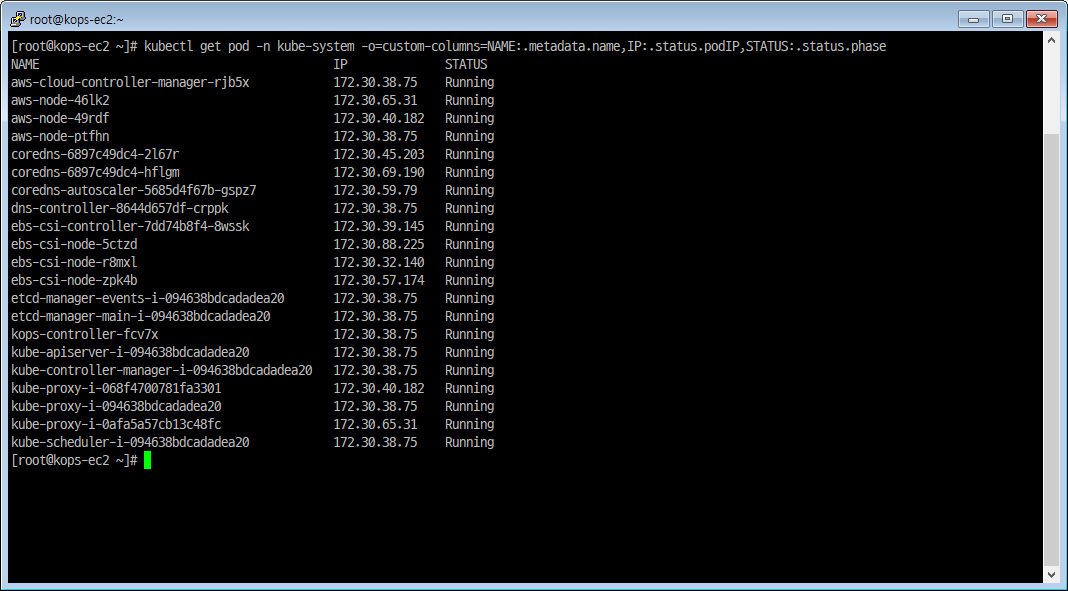 root@kops-ec2:~
[root@kops-ec2 ~]# kubectl get pod -n kube-system -o=custom-columns=NAME:.metadata.name,IP:.status.podIP,STATUS:.status.phase
NAME IP STATUS
aws-cloud-controller-manager-rjb5x 172.30.38.75 Running
aws-node-46lk2 172.30.65.31 Running
aws-node-49rdf 172.30.40.182 Running
aws-node-ptfhn 172.30.38.75 Running
coredns-6897c49dc4-2l67r 172.30.45.203 Running
coredns-6897c49dc4-hflgm 172.30.69.190 Running
coredns-autoscaler-5685d4f67b-gspz7 172.30.59.79 Running
dns-controller-8644d657df-crppk 172.30.38.75 Running
ebs-csi-controller-7dd74b8f4-8wssk 172.30.39.145 Running
ebs-csi-node-5ctzd 172.30.88.225 Running
ebs-csi-node-r8mxl 172.30.32.140 Running
ebs-csi-node-zpk4b 172.30.57.174 Running
etcd-manager-events-i-094638bdcadadea20 172.30.38.75 Running
etcd-manager-main-i-094638bdcadadea20 172.30.38.75 Running
kops-controller-fcv7x 172.30.38.75 Running
kube-apiserver-i-094638bdcadadea20 172.30.38.75 Running
kube-controller-manager-i-094638bdcadadea20 172.30.38.75 Running
kube-proxy-i-068f4700781fa3301 172.30.40.182 Running
kube-proxy-i-094638bdcadadea20 172.30.38.75 Running
kube-proxy-i-0afa5a57cb13c48fc 172.30.65.31 Running
kube-scheduler-i-094638bdcadadea20 172.30.38.75 Running
[root@kops-ec2 ~]#